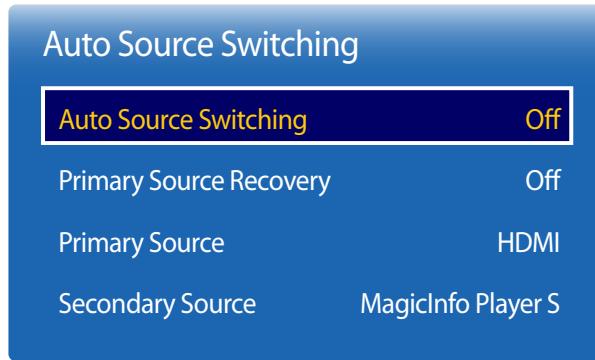 Auto Source Switching
Auto Source Switching Off
Primary Source Recovery Off
Primary Source HDMI
Secondary Source MagicInfo Player S